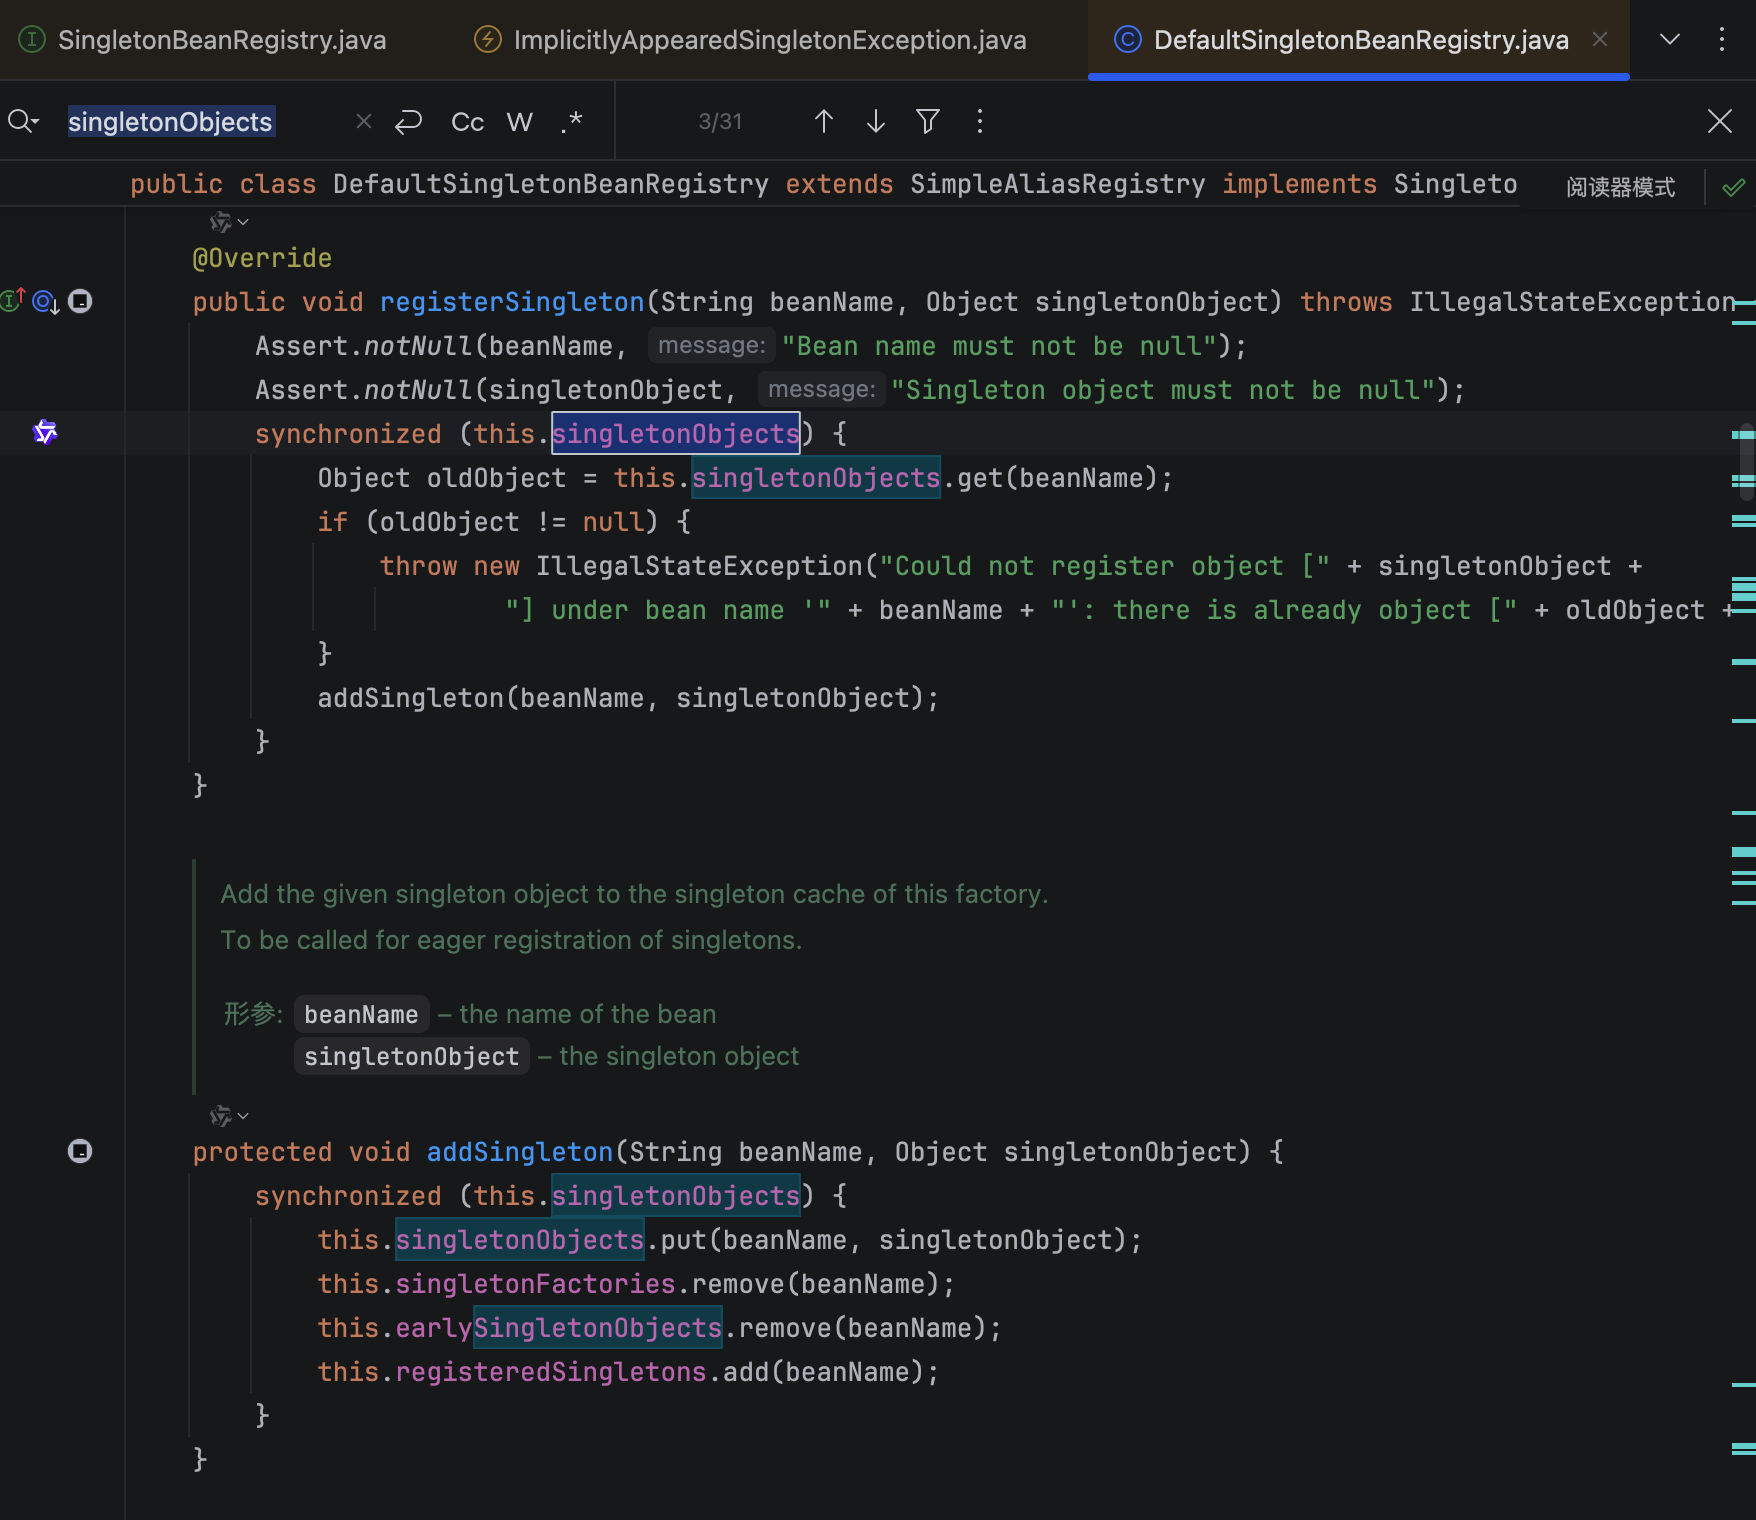 SingletonBeanRegistry.java ImplicitlyAppearedSingletonException.java DefaultSingletonBeanRegistry.java
singletonObjects Cc W .* 3/31
public class DefaultSingletonBeanRegistry extends SimpleAliasRegistry implements Singleto 阅读器模式
@Override
public void registerSingleton(String beanName, Object singletonObject) throws IllegalStateException
Assert.notNull(beanName, message: "Bean name must not be null");
Assert.notNull(singletonObject, message: "Singleton object must not be null");
synchronized (this.singletonObjects) {
Object oldObject = this.singletonObjects.get(beanName);
if (oldObject != null) {
throw new IllegalStateException("Could not register object [" + singletonObject +
"] under bean name '" + beanName + "': there is already object [" + oldObject +
}
addSingleton(beanName, singletonObject);
}
}
Add the given singleton object to the singleton cache of this factory.
To be called for eager registration of singletons.
形参: beanName – the name of the bean
singletonObject – the singleton object
protected void addSingleton(String beanName, Object singletonObject) {
synchronized (this.singletonObjects) {
this.singletonObjects.put(beanName, singletonObject);
this.singletonFactories.remove(beanName);
this.earlySingletonObjects.remove(beanName);
this.registeredSingletons.add(beanName);
}
}